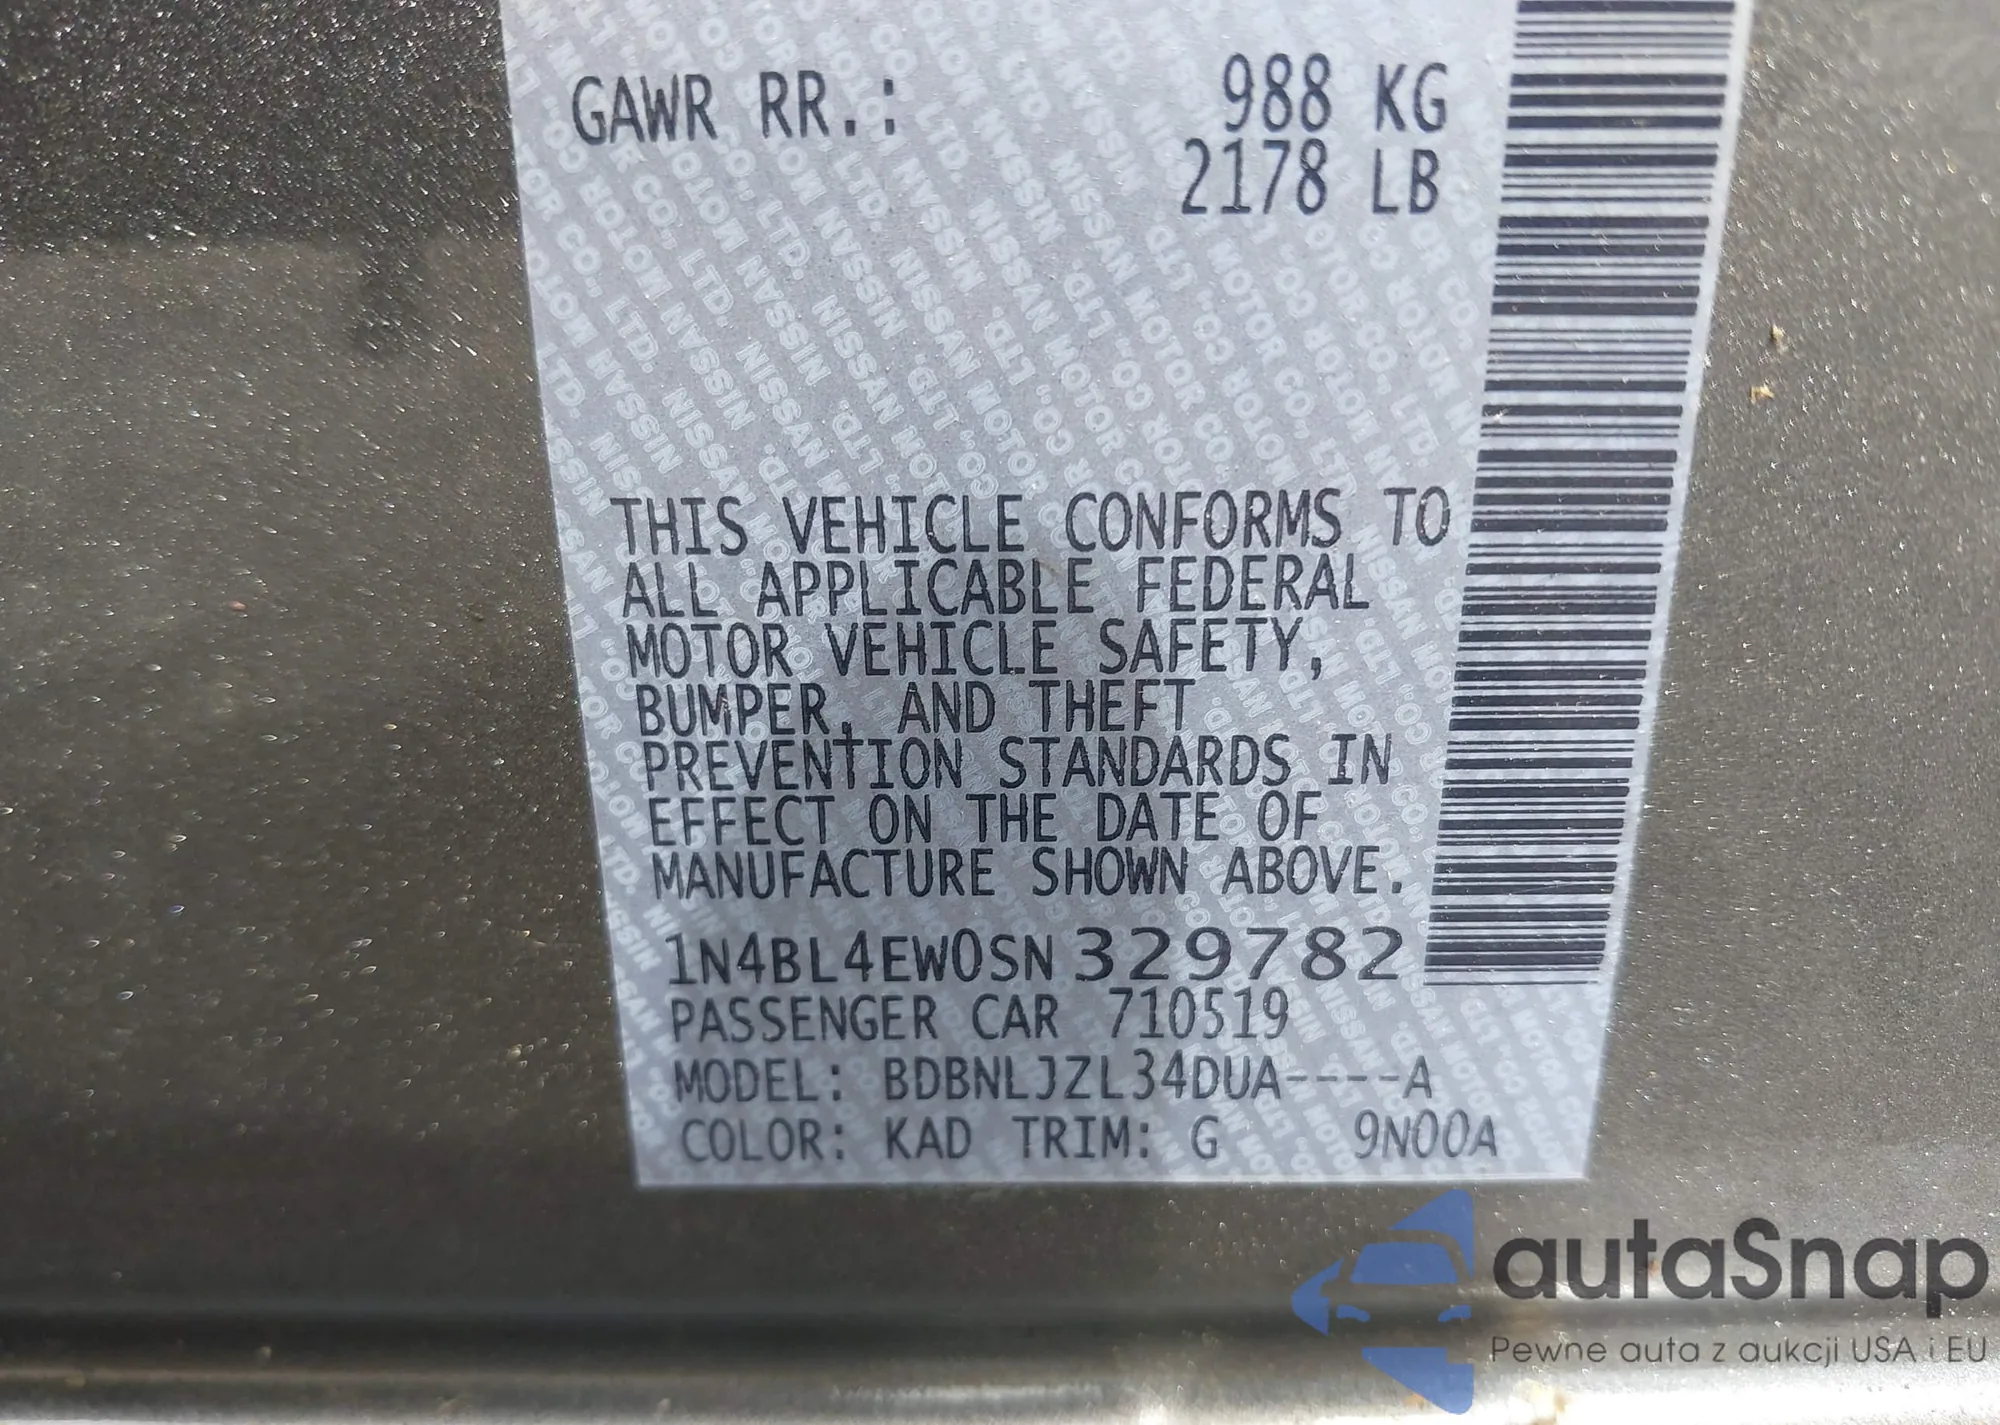 GAWR RR.: 988 KG
2178 LB
THIS VEHICLE CONFORMS TO
ALL APPLICABLE FEDERAL
MOTOR VEHICLE SAFETY,
BUMPER, AND THEFT
PREVENTION STANDARDS IN
EFFECT ON THE DATE OF
MANUFACTURE SHOWN ABOVE.
1N4BL4EW0SN329782
PASSENGER CAR 710519
MODEL: BDBNLJZL34DUA----A
COLOR: KAD TRIM: G 9N00A
autaSnap
Pewne auta z aukcji USA i EU